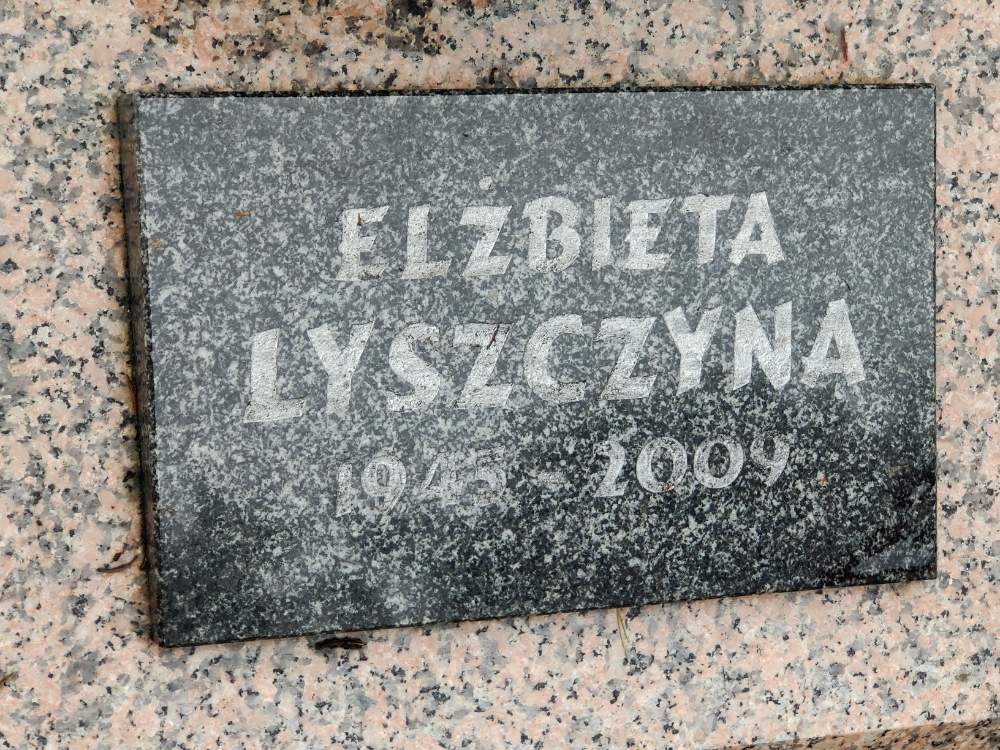 ELŻBIETA
LYSZCZYNA
1945 - 2009